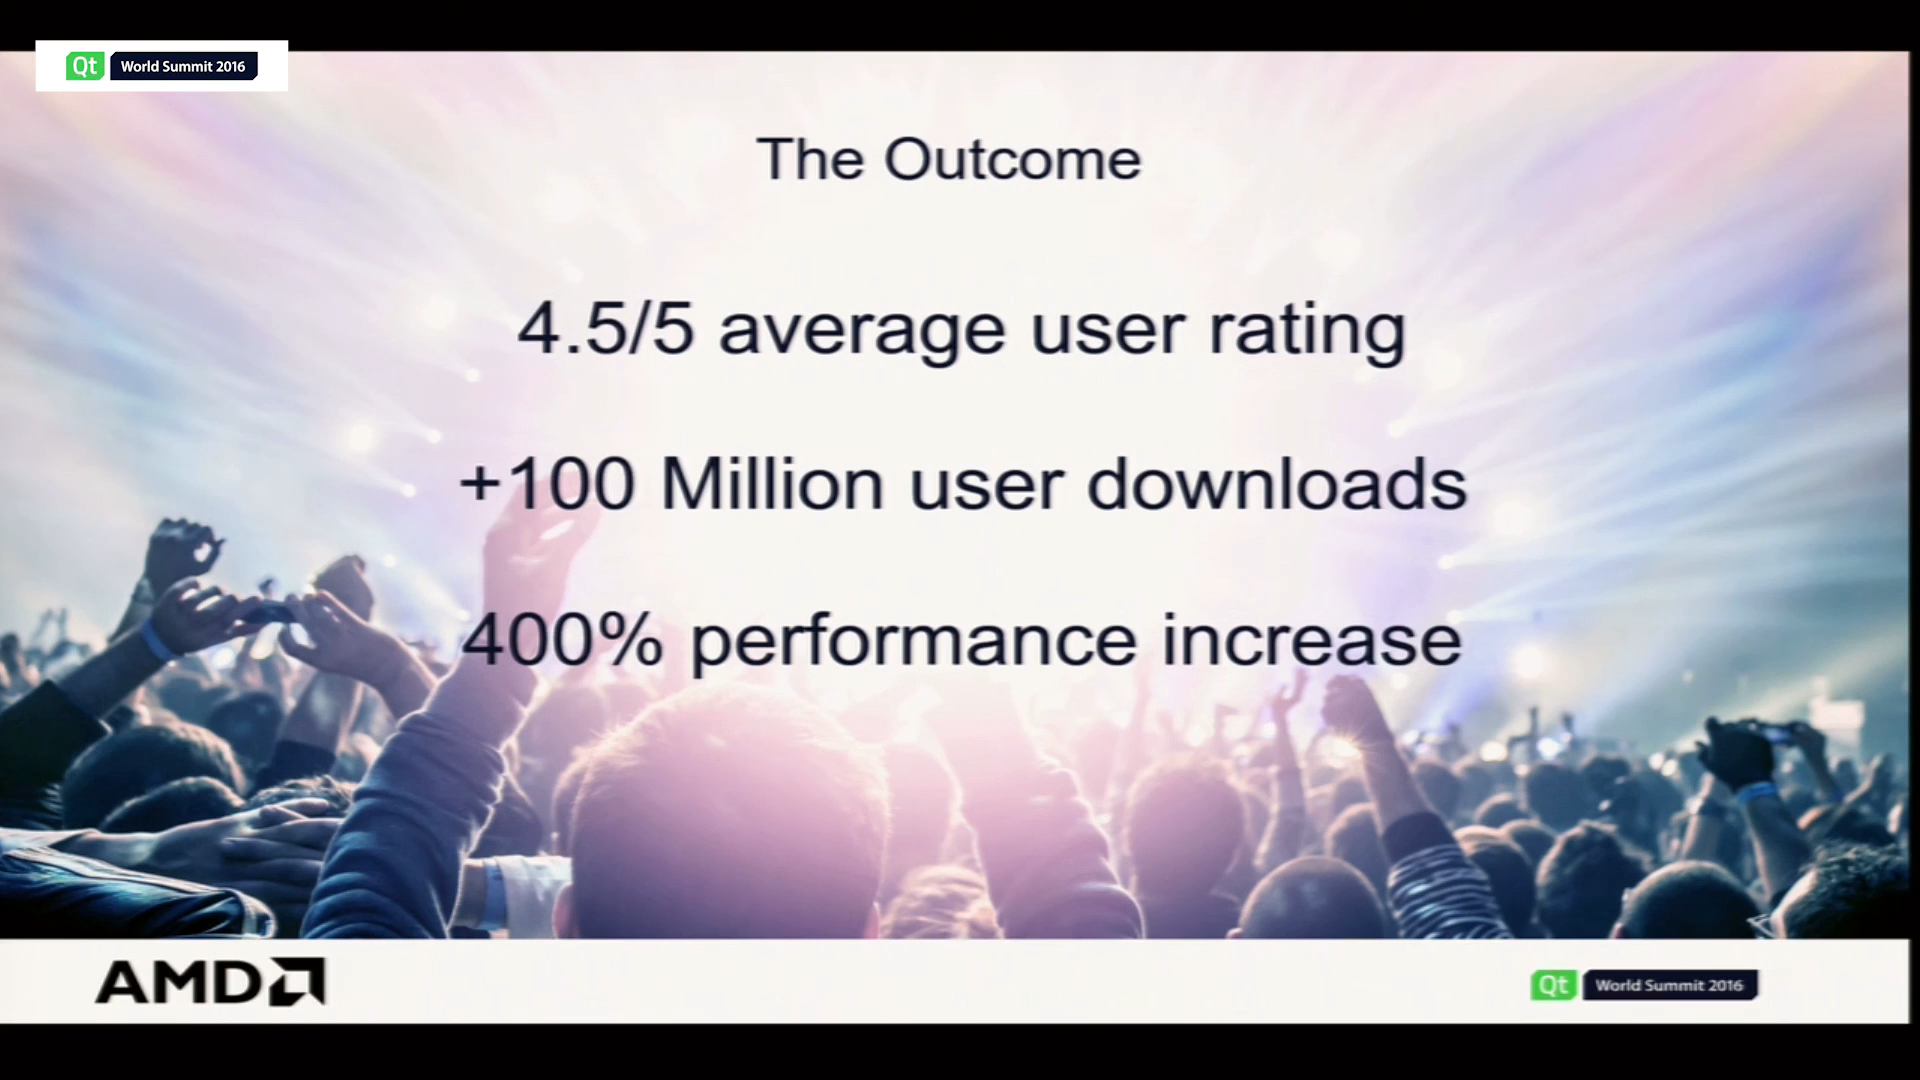 Qt World Summit 2016
The Outcome
4.5/5 average user rating
+100 Million user downloads
400% performance increase
AMD
Qt World Summit 2016